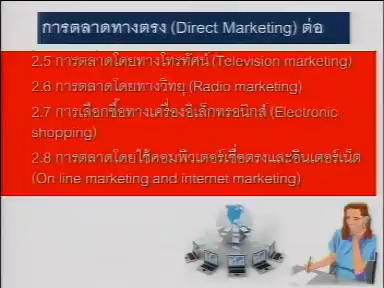 การตลาดทางตรง (Direct Marketing) ต่อ
2.5 การตลาดโดยทางโทรทัศน์ (Television marketing)
2.6 การตลาดโดยทางวิทยุ (Radio marketing)
2.7 การเลือกซื้อทางเครื่องอิเล็กทรอนิกส์ (Electronic
shopping)
2.8 การตลาดโดยใช้คอมพิวเตอร์เชื่อตรงและอินเตอร์เน็ต
(On line marketing and internet marketing)